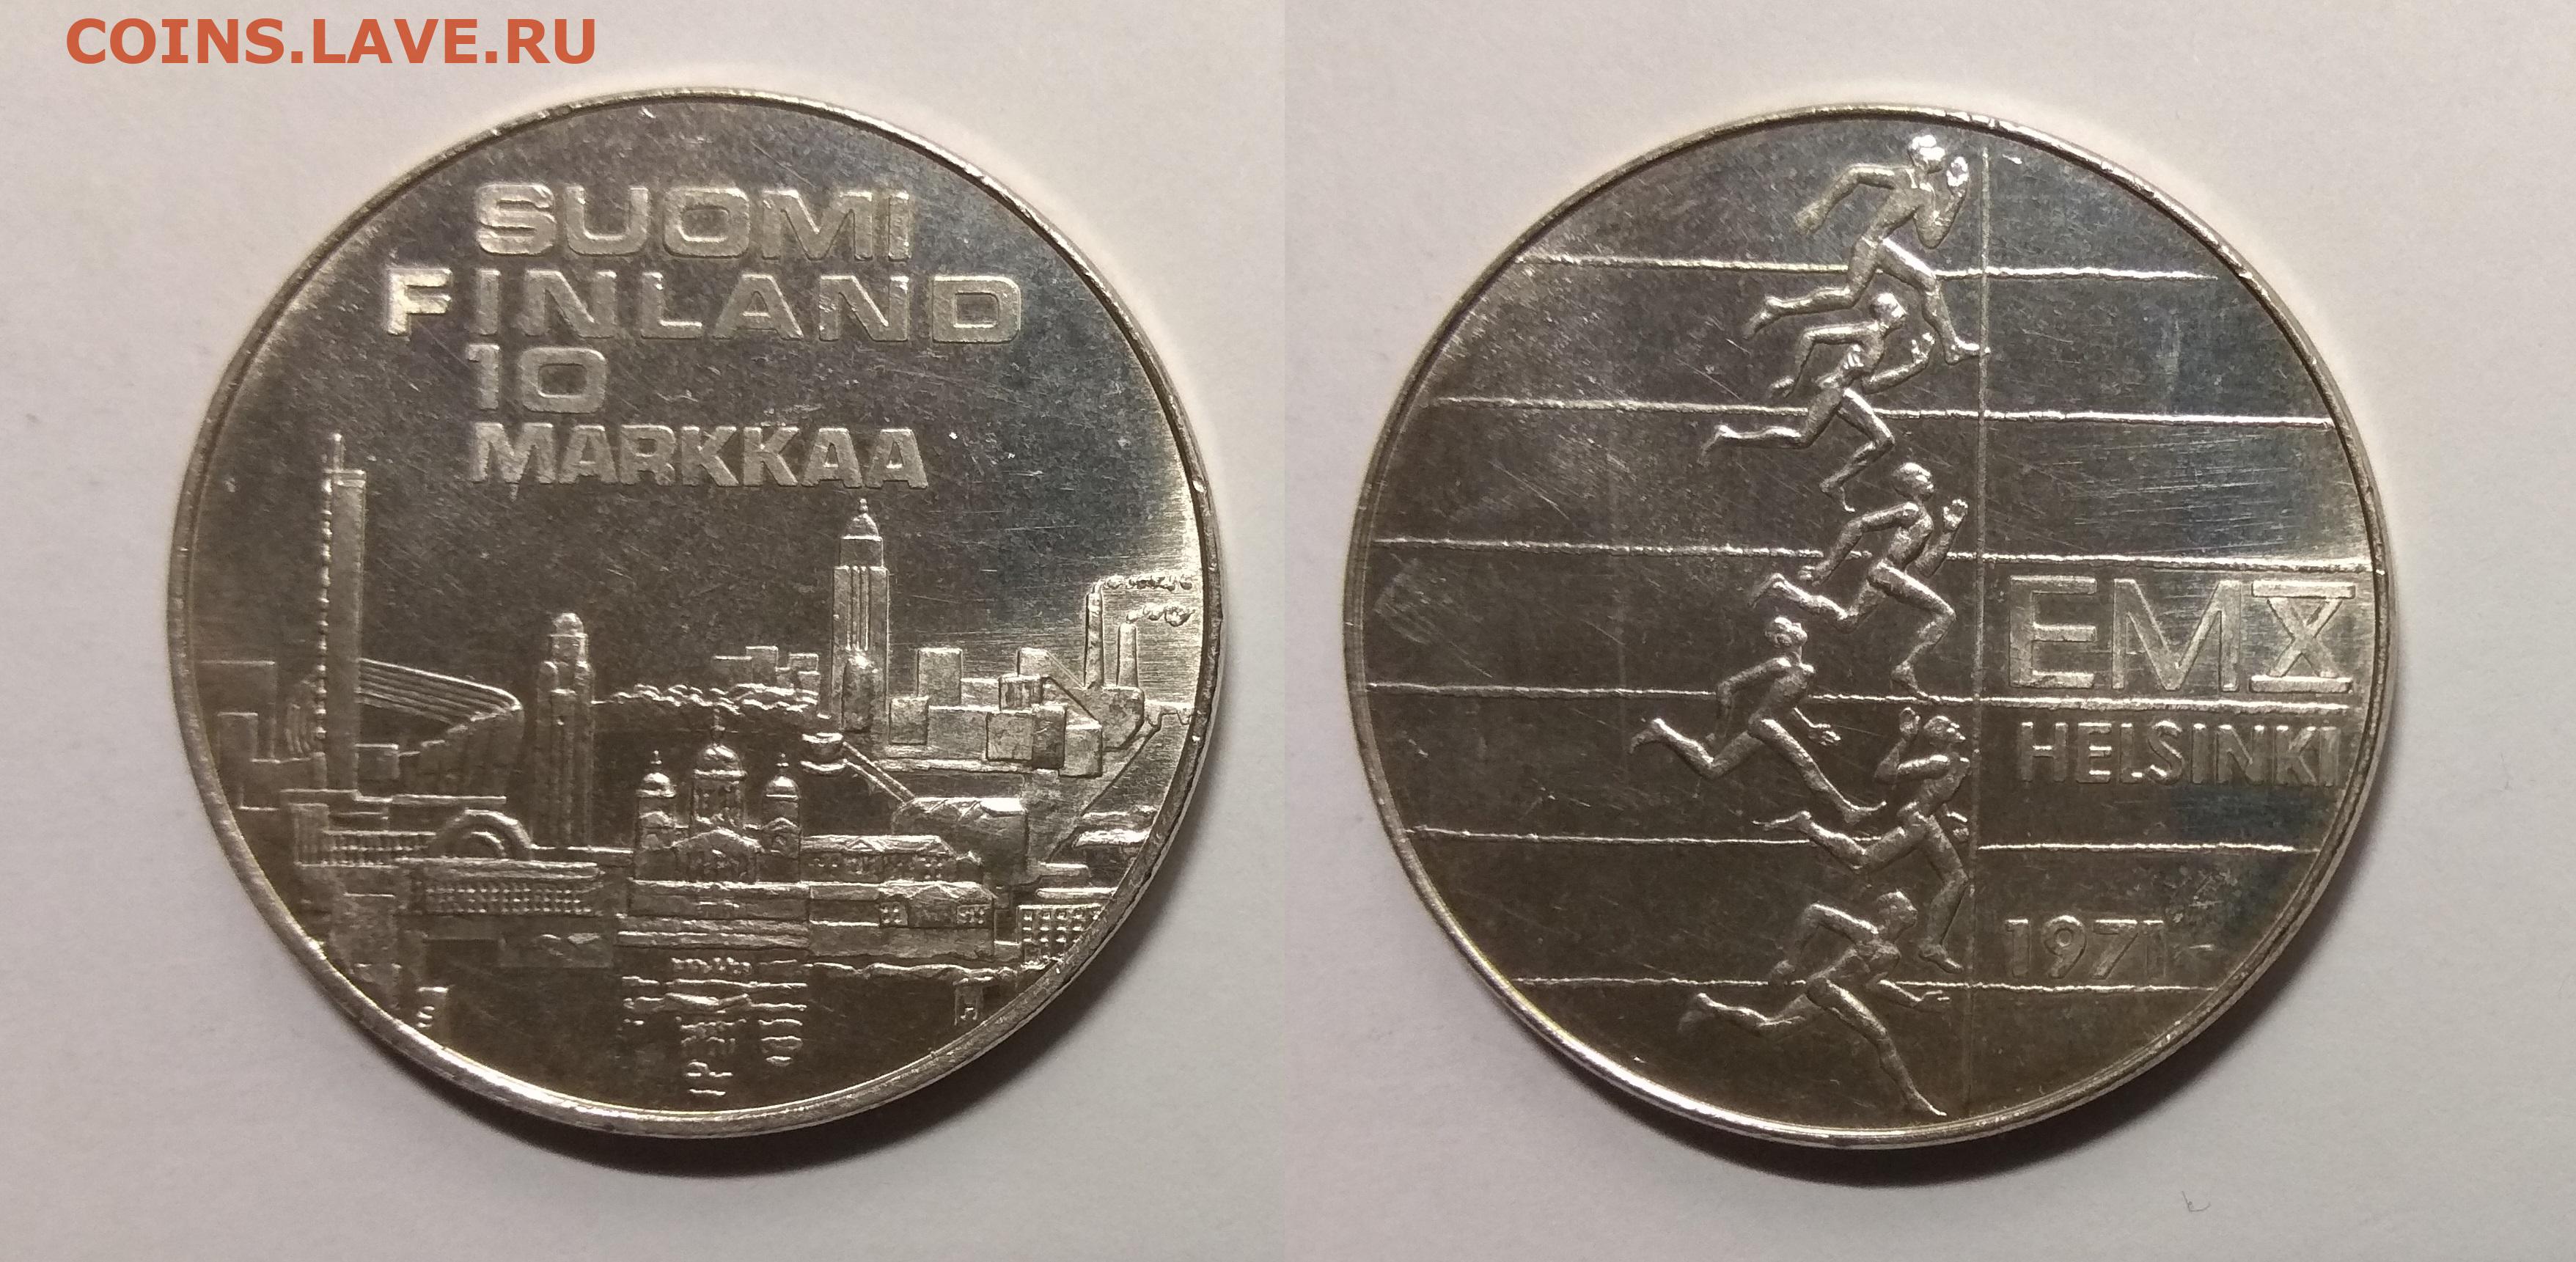 COINS.LAVE.RU
SUOMI
FINLAND
10
MARKKAA
S
H
EMX
HELSINKI
1971